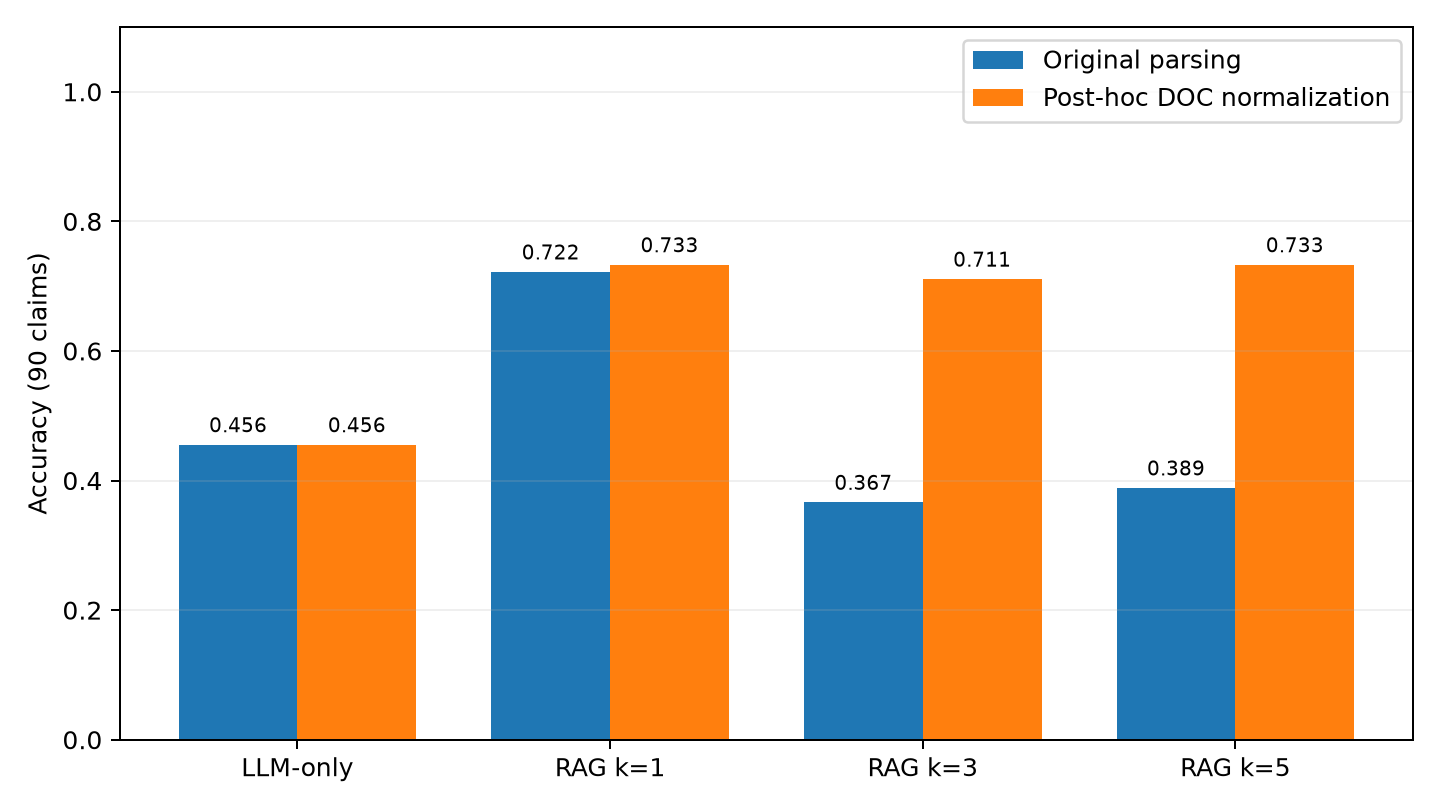 Original parsing
Post-hoc DOC normalization
Accuracy (90 claims)
1.0
0.8
0.6
0.4
0.2
0.0
0.456
0.456
0.722
0.733
0.367
0.711
0.389
0.733
LLM-only
RAG k=1
RAG k=3
RAG k=5